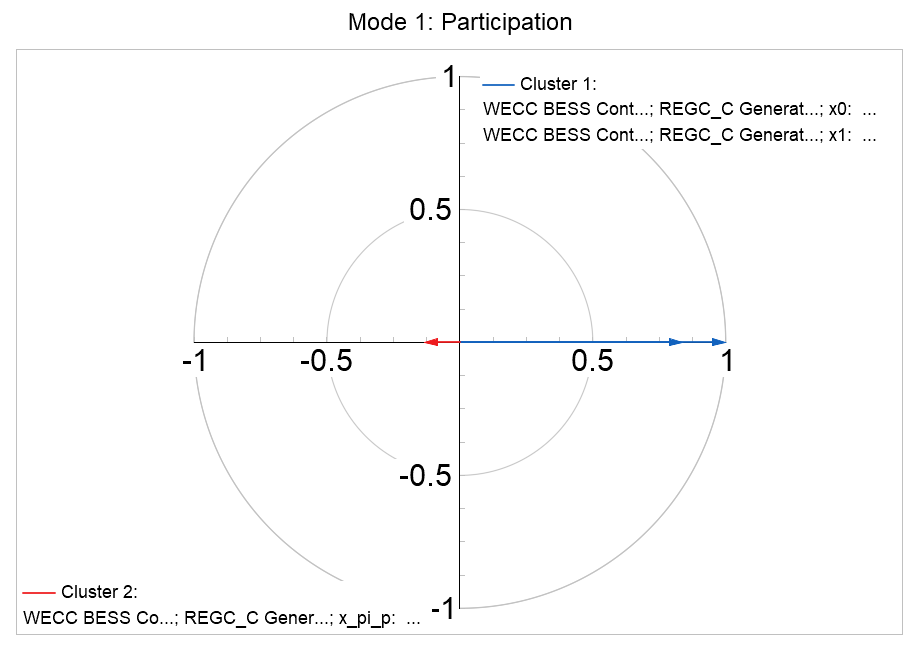 Mode 1: Participation
1
Cluster 1:
WECC BESS Cont...; REGC_C Generat...; x0: ...
WECC BESS Cont...; REGC_C Generat...; x1: ...
0.5
-1
-0.5
0.5
1
-0.5
Cluster 2:
WECC BESS Co...; REGC_C Gener...; x_pi_p: ...
-1